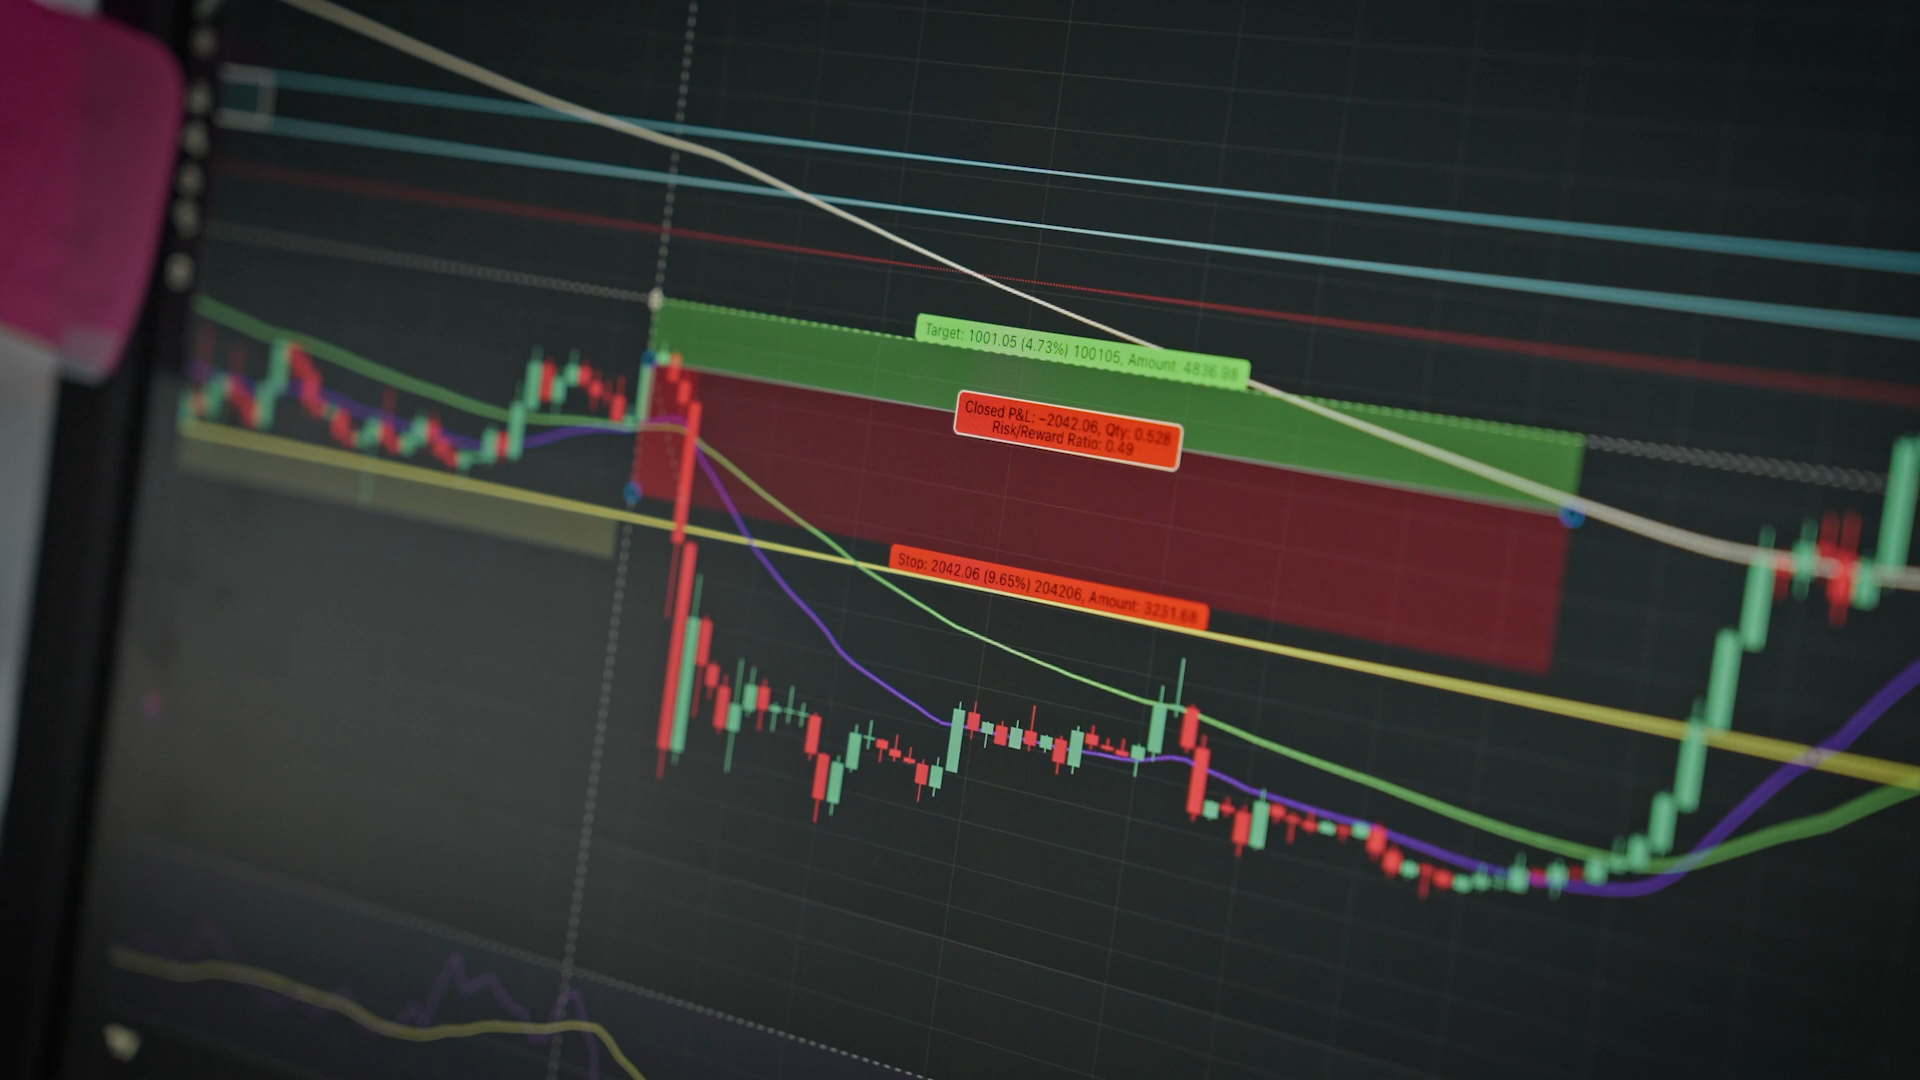 Target: 1001.05 (4.73%) 100105, Amount: 4836.98
Closed P&L: −2042.06, Qty: 0.528
Risk/Reward Ratio: 0.49
Stop: 2042.06 (9.65%) 204206, Amount: 3231.68